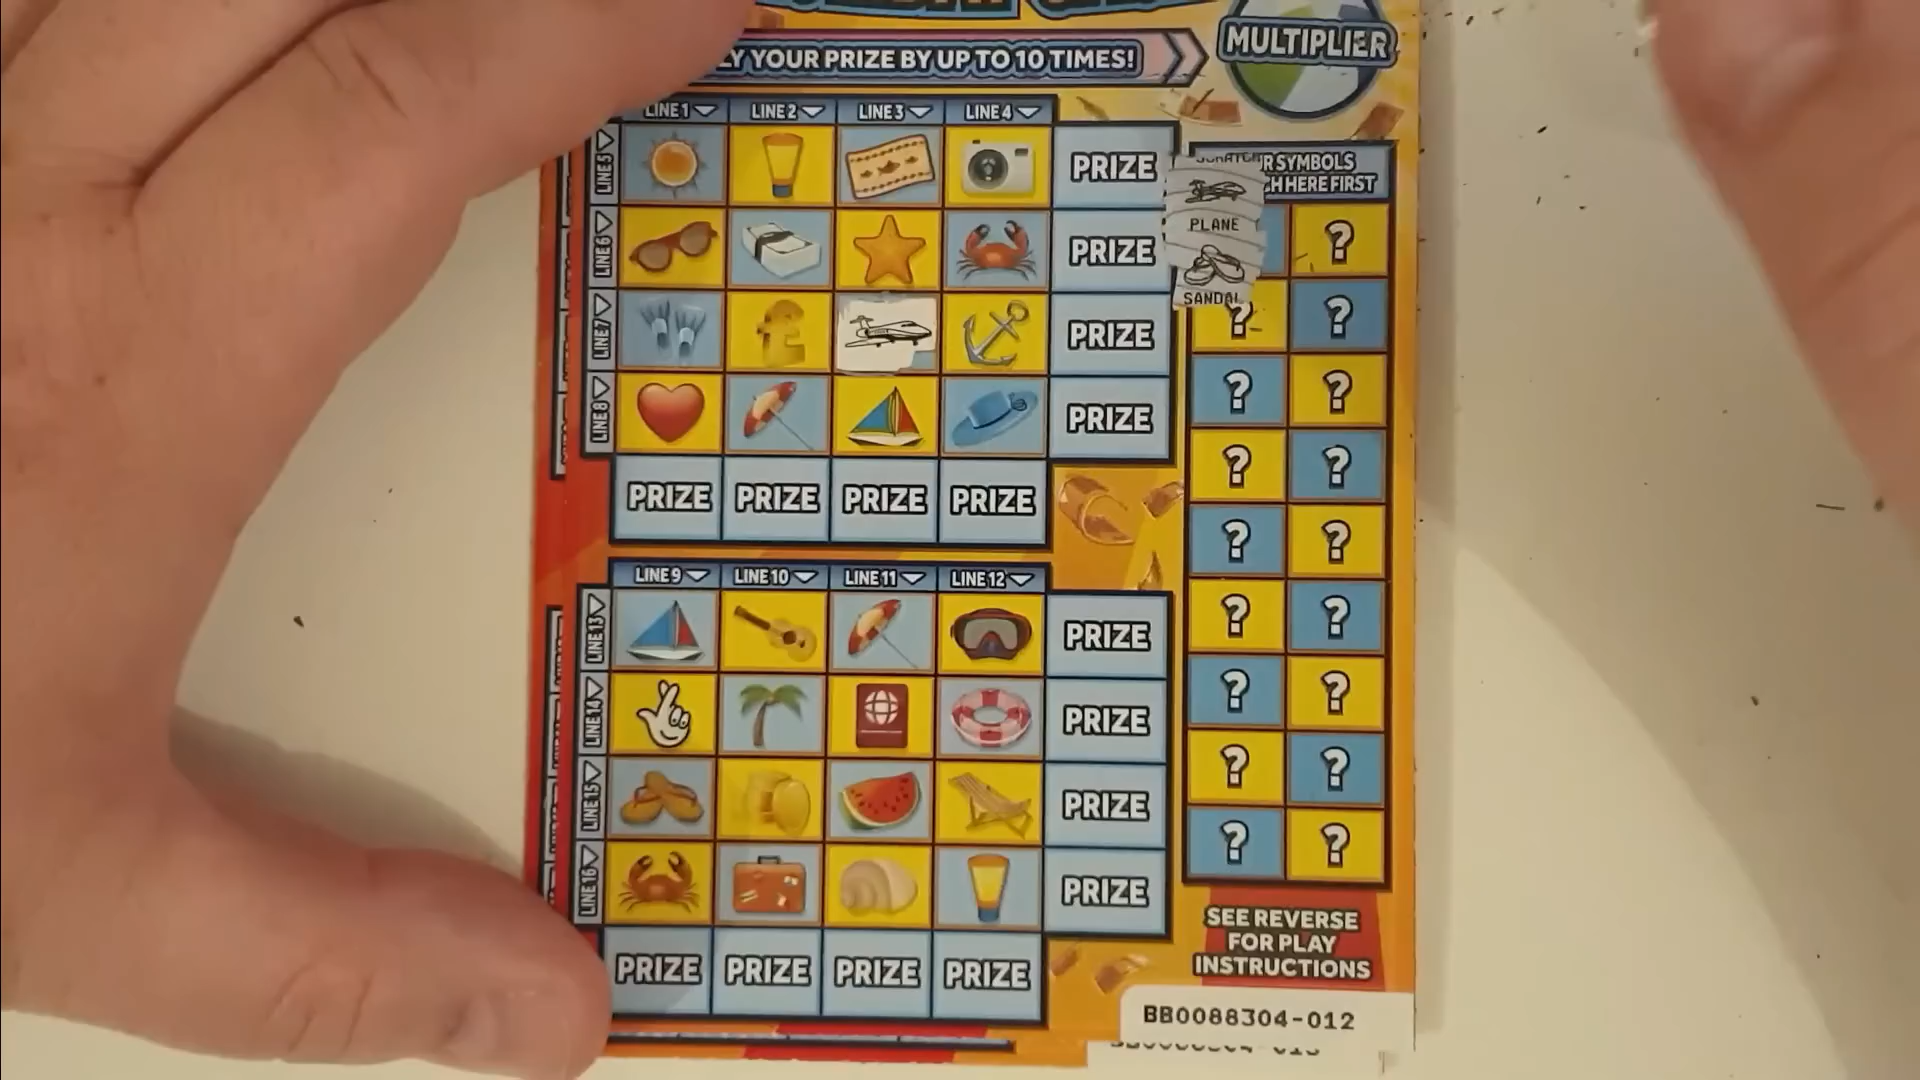 YOUR PRIZE BY UP TO 10 TIMES!
MULTIPLIER
LINE 1 LINE 2 LINE 3 LINE 4
LINE 5
PRIZE
LINE 6
PRIZE
LINE 7
PRIZE
LINE 8
PRIZE
PRIZE PRIZE PRIZE PRIZE
SYMBOLS
HERE FIRST
PLANE
SANDAL
?
? ?
? ?
? ?
? ?
? ?
? ?
? ?
? ?
LINE 9 LINE 10 LINE 11 LINE 12
LINE 13
PRIZE
LINE 14
PRIZE
LINE 15
PRIZE
LINE 16
PRIZE
PRIZE PRIZE PRIZE PRIZE
SEE REVERSE
FOR PLAY
INSTRUCTIONS
BB0088304-012